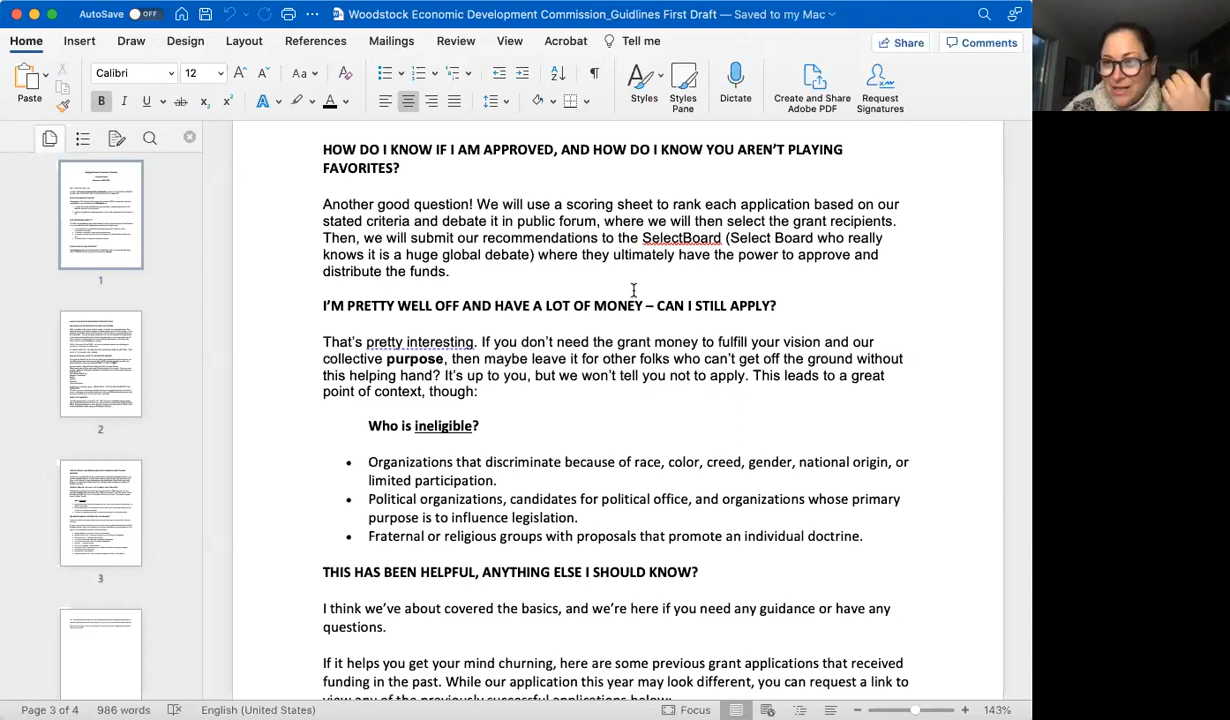 AutoSave OFF
Woodstock Economic Development Commission_Guidlines First Draft — Saved to my Mac
Home Insert Draw Design Layout References Mailings Review View Acrobat Tell me
Share Comments
Paste
Calibri 12
Aa
B I U ab x₂ x² A A
Styles
Styles Pane
Dictate
Create and Share Adobe PDF
Request Signatures
1
2
3
HOW DO I KNOW IF I AM APPROVED, AND HOW DO I KNOW YOU AREN'T PLAYING
FAVORITES?
Another good question! We will use a scoring sheet to rank each application based on our
stated criteria and debate it in public forum, where we will then select the grant recipients.
Then, we will submit our recommendations to the SelectBoard (Select Board who really
knows it is a huge global debate) where they ultimately have the power to approve and
distribute the funds.
I'M PRETTY WELL OFF AND HAVE A LOT OF MONEY – CAN I STILL APPLY?
That's pretty interesting. If you don't need the grant money to fulfill your vision and our
collective purpose, then maybe leave it for other folks who can't get off the ground without
this helping hand? It's up to you, but we won't tell you not to apply. This leads to a great
point of context, though:
Who is ineligible?
• Organizations that discriminate because of race, color, creed, gender, national origin, or
limited participation.
• Political organizations, candidates for political office, and organizations whose primary
purpose is to influence legislation.
• Fraternal or religious groups with proposals that promote an individual doctrine.
THIS HAS BEEN HELPFUL, ANYTHING ELSE I SHOULD KNOW?
I think we've about covered the basics, and we're here if you need any guidance or have any
questions.
If it helps you get your mind churning, here are some previous grant applications that received
funding in the past. While our application this year may look different, you can request a link to
view any of the previously successful applications below:
Page 3 of 4 986 words English (United States) Focus 143%